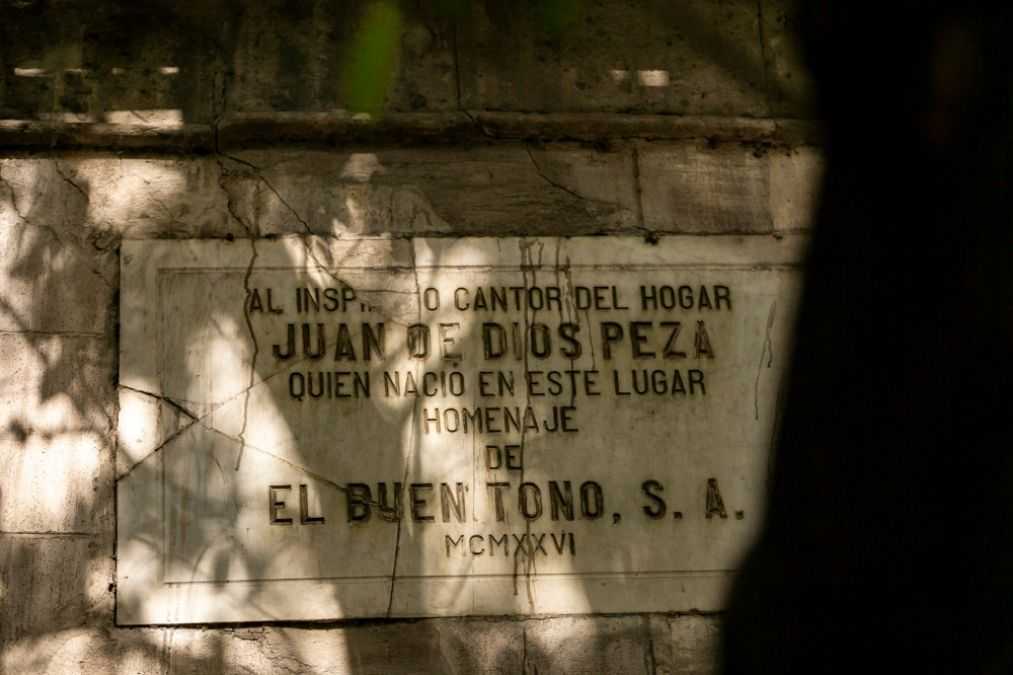 AL INSPI O CANTOR DEL HOGAR
JUAN DE DIOS PEZA
QUIEN NACIÓ EN ESTE LUGAR
HOMENAJE
DE
EL BUEN TONO, S. A.
MCMXXVI